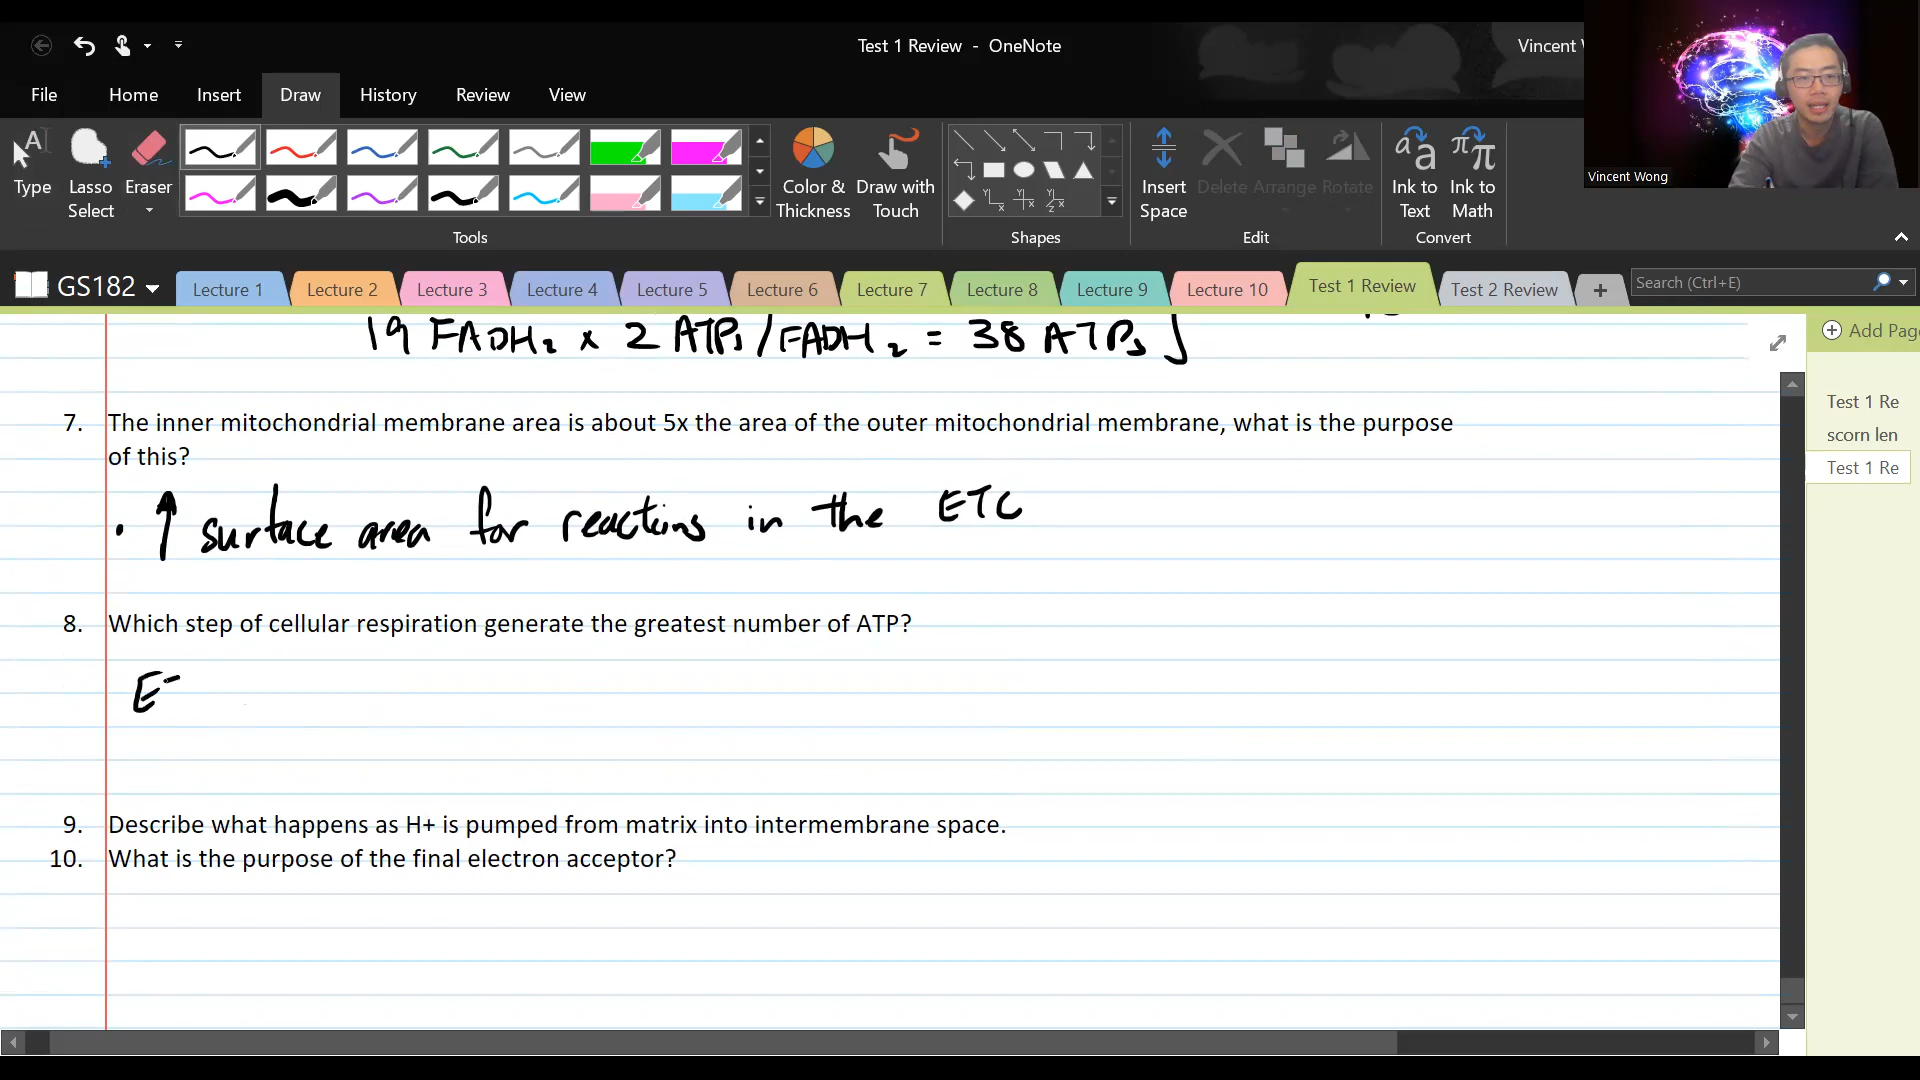 Test 1 Review - OneNote
Vincent W
File Home Insert Draw History Review View
Type
Lasso Select
Eraser
Color & Thickness
Draw with Touch
Insert Space
Delete Arrange Rotate
Ink to Text
Ink to Math
Tools Shapes Edit Convert
Vincent Wong
GS182 Lecture 1 Lecture 2 Lecture 3 Lecture 4 Lecture 5 Lecture 6 Lecture 7 Lecture 8 Lecture 9 Lecture 10 Test 1 Review Test 2 Review + Search (Ctrl+E)
Add Pag
Test 1 Re
scorn len
Test 1 Re
19 FADH2 x 2 ATPs / FADH2 = 38 ATPs ]
7. The inner mitochondrial membrane area is about 5x the area of the outer mitochondrial membrane, what is the purpose
of this?
• ↑ surface area for reactions in the ETC
8. Which step of cellular respiration generate the greatest number of ATP?
E
9. Describe what happens as H+ is pumped from matrix into intermembrane space.
10. What is the purpose of the final electron acceptor?